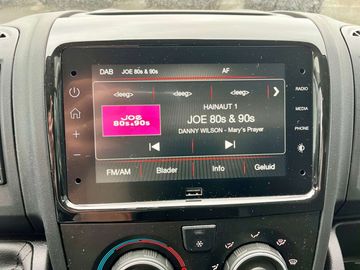 DAB JOE 80s & 90s AF
<leeg> <leeg> <leeg>
RADIO
HAINAUT 1
JOE
80s & 90s
JOE 80s & 90s
MEDIA
DANNY WILSON - Mary's Prayer
PHONE
FM/AM Blader Info Geluid